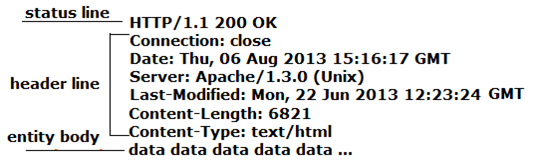 status line
HTTP/1.1 200 OK
Connection: close
Date: Thu, 06 Aug 2013 15:16:17 GMT
Server: Apache/1.3.0 (Unix)
header line
Last-Modified: Mon, 22 Jun 2013 12:23:24 GMT
Content-Length: 6821
Content-Type: text/html
entity body
data data data data data ...